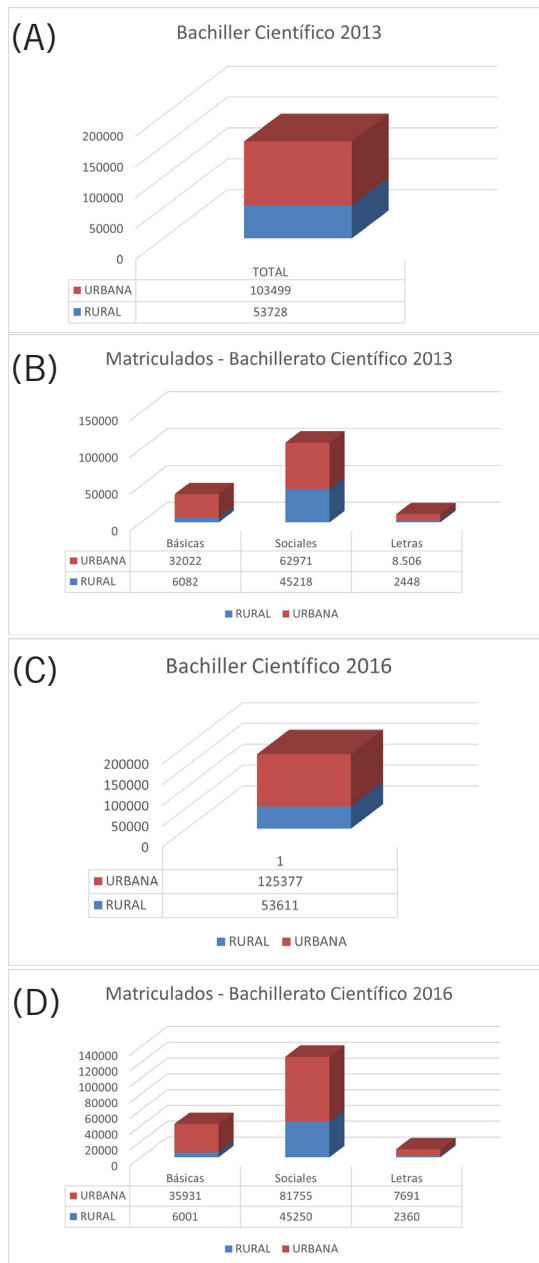 (A)
Bachiller Científico 2013
200000
150000
100000
50000
0
TOTAL
URBANA 103499
RURAL 53728
(B)
Matriculados - Bachillerato Científico 2013
150000
100000
50000
0
Básicas Sociales Letras
URBANA 32022 62971 8.506
RURAL 6082 45218 2448
RURAL URBANA
(C)
Bachiller Científico 2016
200000
150000
100000
50000
0
1
URBANA 125377
RURAL 53611
RURAL URBANA
(D)
Matriculados - Bachillerato Científico 2016
140000
120000
100000
80000
60000
40000
20000
0
Básicas Sociales Letras
URBANA 35931 81755 7691
RURAL 6001 45250 2360
RURAL URBANA